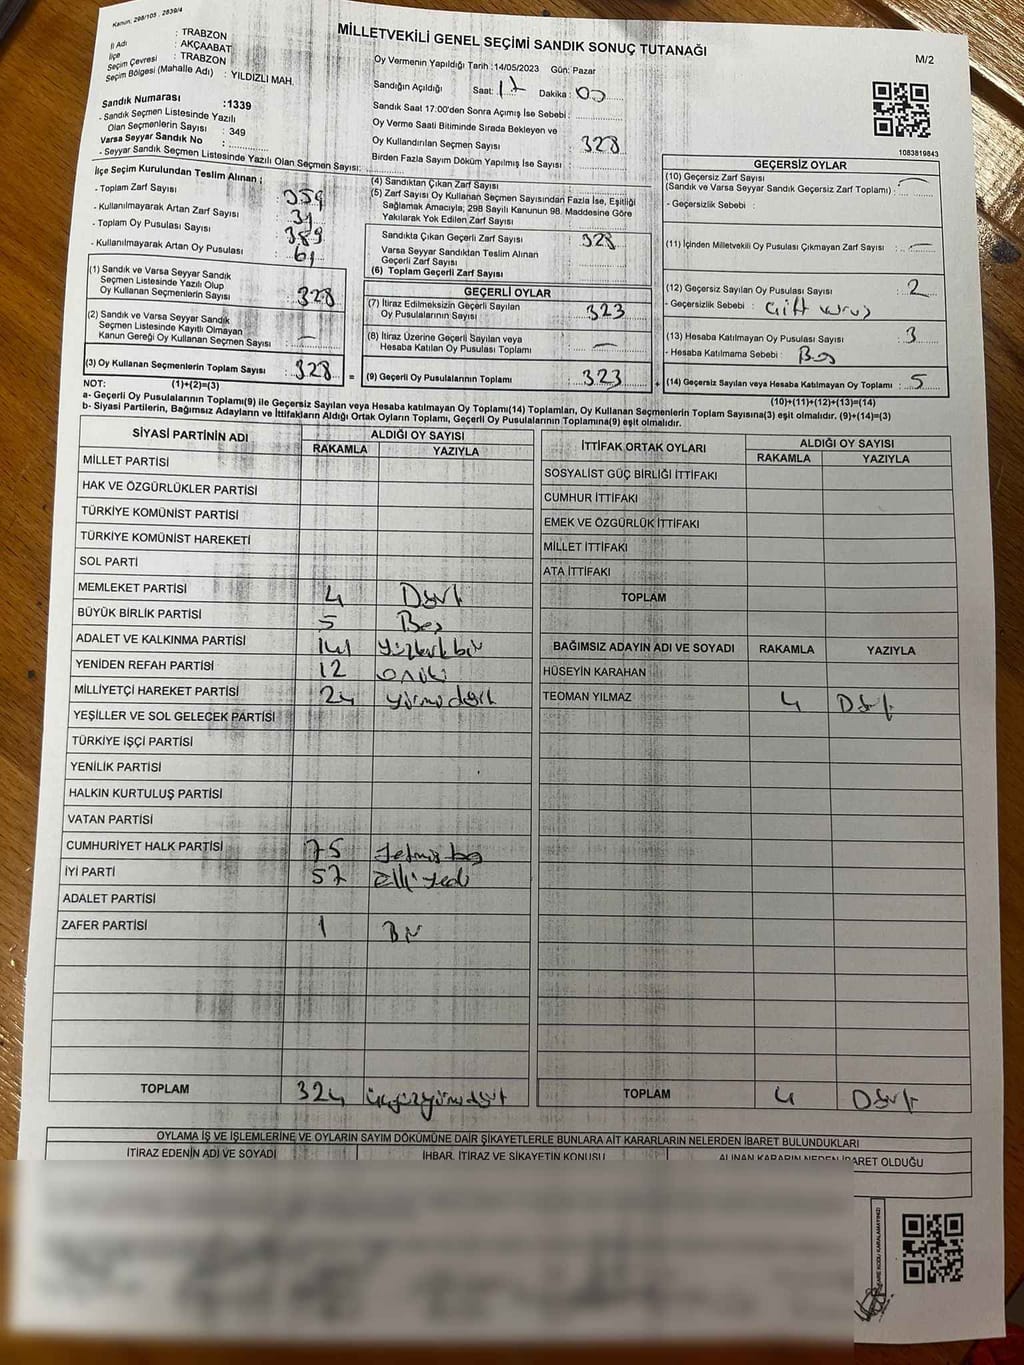 Kanun; 298/105 , 2839/4
MİLLETVEKİLİ GENEL SEÇİMİ SANDIK SONUÇ TUTANAĞI
M/2
İl Adı : TRABZON
İlçe : AKÇAABAT
Seçim Çevresi : TRABZON
Seçim Bölgesi (Mahalle Adı) : YILDIZLI MAH.
Sandık Numarası :1339
- Sandık Seçmen Listesinde Yazılı
Olan Seçmenlerin Sayısı : 349
Varsa Seyyar Sandık No :
- Seyyar Sandık Seçmen Listesinde Yazılı Olan Seçmen Sayısı:
Oy Vermenin Yapıldığı Tarih :14/05/2023 Gün: Pazar
Sandığın Açıldığı Saat: 17 Dakika : 00
Sandık Saat 17:00'den Sonra Açımış İse Sebebi :
Oy Verme Saati Bitiminde Sırada Bekleyen ve
Oy Kullandırılan Seçmen Sayısı : 328
Birden Fazla Sayım Döküm Yapılmış İse Sayısı :
1083819843
İlçe Seçim Kurulundan Teslim Alınan ;
- Toplam Zarf Sayısı : 359
- Kullanılmayarak Artan Zarf Sayısı : 31
- Toplam Oy Pusulası Sayısı : 389
- Kullanılmayarak Artan Oy Pusulası : 61
(1) Sandık ve Varsa Seyyar Sandık
Seçmen Listesinde Yazılı Olup
Oy Kullanan Seçmenlerin Sayısı : 328
(2) Sandık ve Varsa Seyyar Sandık
Seçmen Listesinde Kayıtlı Olmayan
Kanun Gereği Oy Kullanan Seçmen Sayısı : —
(3) Oy Kullanan Seçmenlerin Toplam Sayısı : 328 =
(4) Sandıktan Çıkan Zarf Sayısı :
(5) Zarf Sayısı Oy Kullanan Seçmen Sayısından Fazla İse, Eşitliği
Sağlamak Amacıyla, 298 Sayılı Kanunun 98. Maddesine Göre
Yakılarak Yok Edilen Zarf Sayısı :
Sandıkta Çıkan Geçerli Zarf Sayısı : 328
Varsa Seyyar Sandıktan Teslim Alınan
Geçerli Zarf Sayısı :
(6) Toplam Geçerli Zarf Sayısı :
GEÇERLİ OYLAR
(7) İtiraz Edilmeksizin Geçerli Sayılan
Oy Pusulalarının Sayısı : 323
(8) İtiraz Üzerine Geçerli Sayılan veya
Hesaba Katılan Oy Pusulası Toplamı : —
(9) Geçerli Oy Pusulalarının Toplamı : 323 +
GEÇERSİZ OYLAR
(10) Geçersiz Zarf Sayısı
(Sandık ve Varsa Seyyar Sandık Geçersiz Zarf Toplamı) : —
- Geçersizlik Sebebi :
(11) İçinden Milletvekili Oy Pusulası Çıkmayan Zarf Sayısı : —
(12) Geçersiz Sayılan Oy Pusulası Sayısı : 2
- Geçersizlik Sebebi : Çift
(13) Hesaba Katılmayan Oy Pusulası Sayısı : 3
- Hesaba Katılmama Sebebi : Boş
(14) Geçersiz Sayılan veya Hesaba Katılmayan Oy Toplamı : 5
NOT: (1)+(2)=(3)
(10)+(11)+(12)+(13)=(14)
a- Geçerli Oy Pusulalarının Toplamı(9) ile Geçersiz Sayılan veya Hesaba katılmayan Oy Toplamı(14) Toplamları, Oy Kullanan Seçmenlerin Toplam Sayısına(3) eşit olmalıdır. (9)+(14)=(3)
b- Siyasi Partilerin, Bağımsız Adayların ve İttifakların Aldığı Ortak Oyların Toplamı, Geçerli Oy Pusulalarının Toplamına(9) eşit olmalıdır.
SİYASİ PARTİNİN ADI ALDIĞI OY SAYISI
RAKAMLA YAZIYLA
MİLLET PARTİSİ
HAK VE ÖZGÜRLÜKLER PARTİSİ
TÜRKİYE KOMÜNİST PARTİSİ
TÜRKİYE KOMÜNİST HAREKETİ
SOL PARTİ
MEMLEKET PARTİSİ 4 Dört
BÜYÜK BİRLİK PARTİSİ 5 Beş
ADALET VE KALKINMA PARTİSİ 141 yüzkırkbir
YENİDEN REFAH PARTİSİ 12 oniki
MİLLİYETÇİ HAREKET PARTİSİ 24 yirmidört
YEŞİLLER VE SOL GELECEK PARTİSİ
TÜRKİYE İŞÇİ PARTİSİ
YENİLİK PARTİSİ
HALKIN KURTULUŞ PARTİSİ
VATAN PARTİSİ
CUMHURİYET HALK PARTİSİ 75 yetmişbeş
İYİ PARTİ 57 elliyedi
ADALET PARTİSİ
ZAFER PARTİSİ 1 Bir
TOPLAM 324 üçyüzyirmidört
İTTİFAK ORTAK OYLARI ALDIĞI OY SAYISI
RAKAMLA YAZIYLA
SOSYALİST GÜÇ BİRLİĞİ İTTİFAKI
CUMHUR İTTİFAKI
EMEK VE ÖZGÜRLÜK İTTİFAKI
MİLLET İTTİFAKI
ATA İTTİFAKI
TOPLAM
BAĞIMSIZ ADAYIN ADI VE SOYADI RAKAMLA YAZIYLA
HÜSEYİN KARAHAN
TEOMAN YILMAZ 4 Dört
TOPLAM 4 Dört
OYLAMA İŞ VE İŞLEMLERİNE VE OYLARIN SAYIM DÖKÜMÜNE DAİR ŞİKAYETLERLE BUNLARA AİT KARARLARIN NELERDEN İBARET BULUNDUKLARI
İTİRAZ EDENİN ADI VE SOYADI İHBAR, İTİRAZ VE ŞİKAYETİN KONUSU ALINAN KARARIN NEDEN İBARET OLDUĞU
KARE KODU KARALAMAYINIZ!